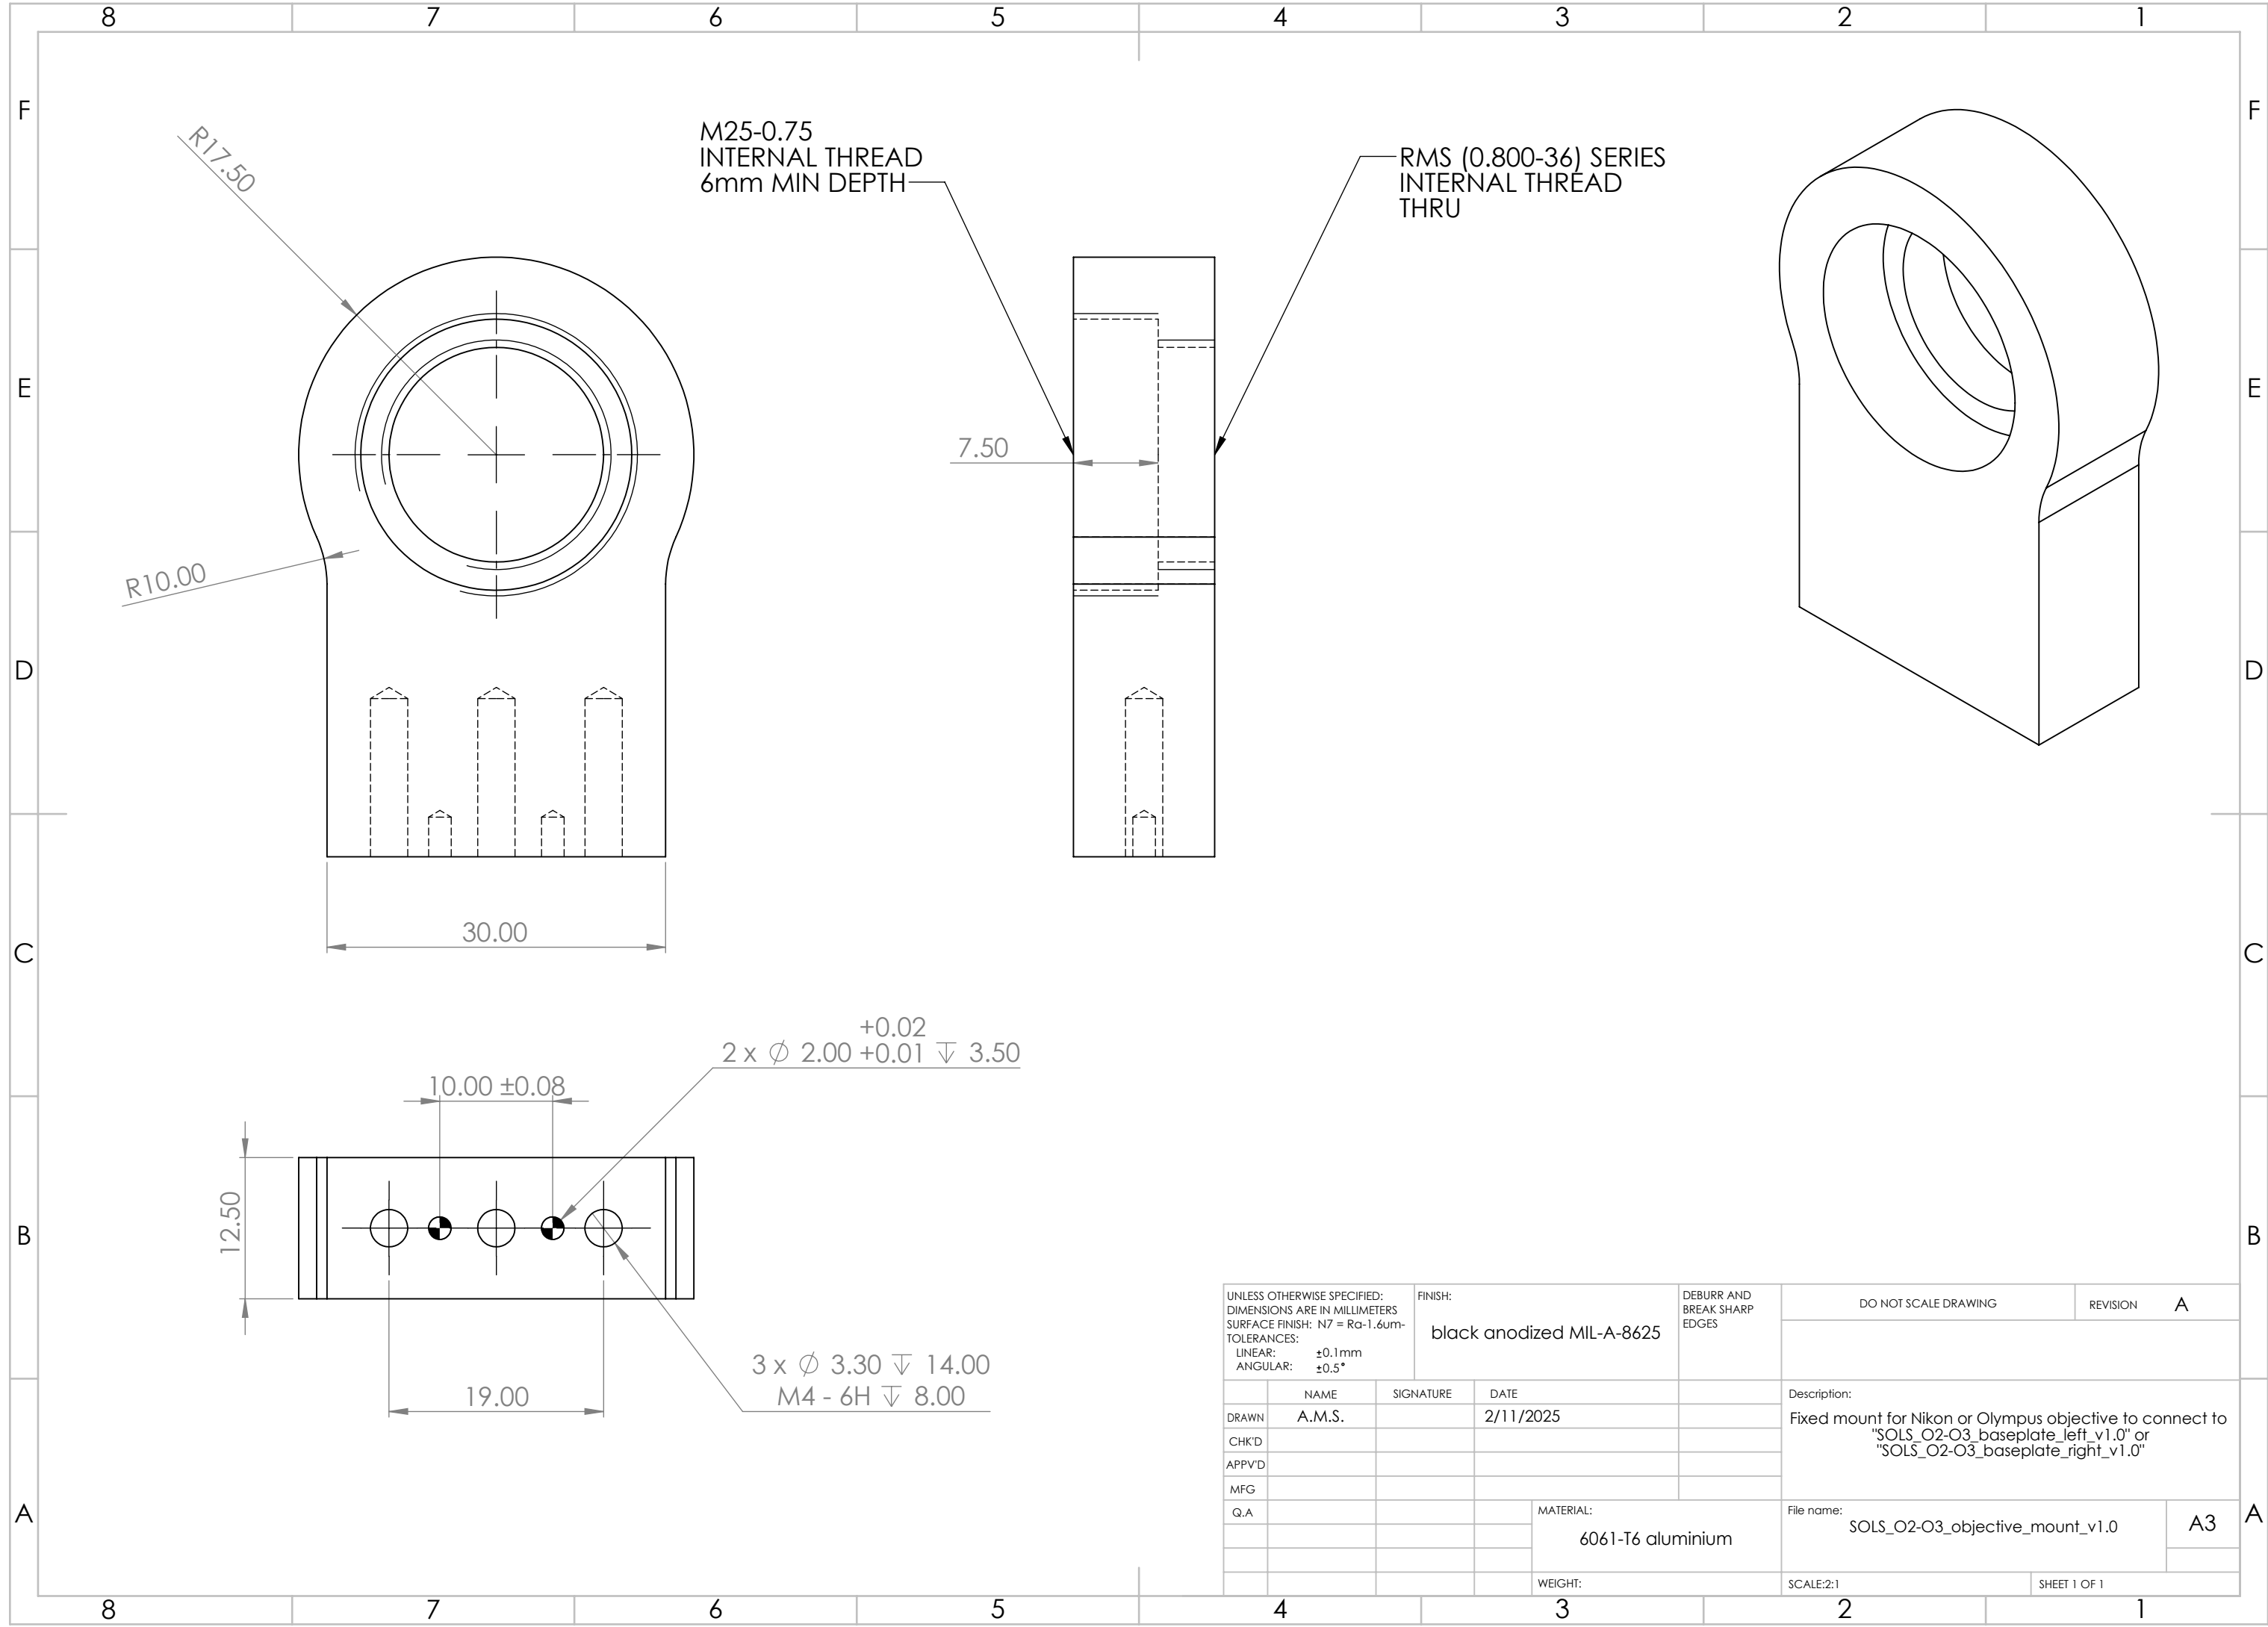 8 7 6 5 4 3 2 1
F F
E E
D D
C C
B B
A A
R17.50
M25-0.75
INTERNAL THREAD
6mm MIN DEPTH
RMS (0.800-36) SERIES
INTERNAL THREAD
THRU
7.50
R10.00
30.00
+0.02
2 x ∅ 2.00 +0.01 ↧ 3.50
10.00 ±0.08
12.50
3 x ∅ 3.30 ↧ 14.00
M4 - 6H ↧ 8.00
19.00
UNLESS OTHERWISE SPECIFIED:
DIMENSIONS ARE IN MILLIMETERS
SURFACE FINISH: N7 = Ra-1.6um-
TOLERANCES:
LINEAR: ±0.1mm
ANGULAR: ±0.5°
FINISH:
black anodized MIL-A-8625
DEBURR AND
BREAK SHARP
EDGES
DO NOT SCALE DRAWING
REVISION A
NAME SIGNATURE DATE
DRAWN A.M.S. 2/11/2025
CHK'D
APPV'D
MFG
Q.A
Description:
Fixed mount for Nikon or Olympus objective to connect to
"SOLS_O2-O3_baseplate_left_v1.0" or
"SOLS_O2-O3_baseplate_right_v1.0"
MATERIAL:
6061-T6 aluminium
File name:
SOLS_O2-O3_objective_mount_v1.0
A3
WEIGHT:
SCALE:2:1
SHEET 1 OF 1
8 7 6 5 4 3 2 1